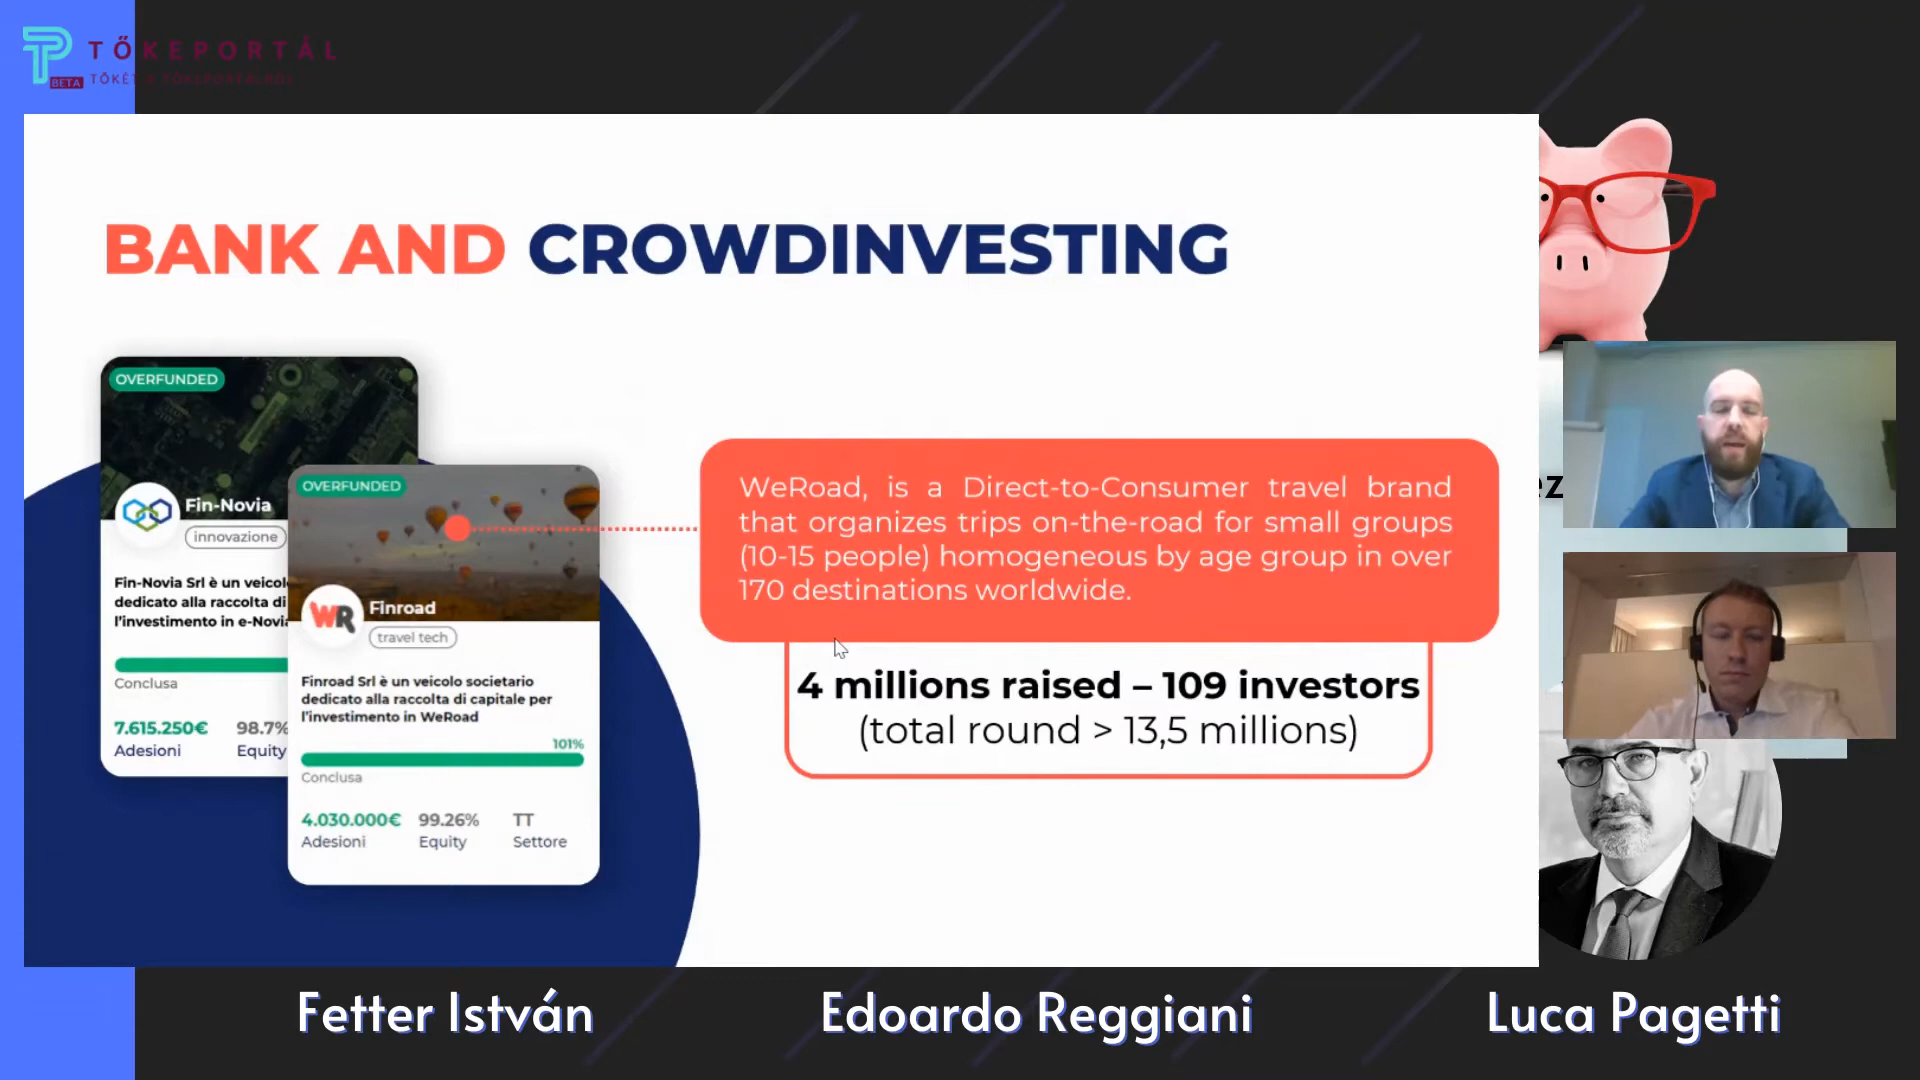 TŐKEPORTÁL
BETA
BANK AND CROWDINVESTING
OVERFUNDED
Fin-Novia
innovazione
Fin-Novia Srl è un veicol
dedicato alla raccolta di
l'investimento in e-Novia
Conclusa
7.615.250€ 98.7%
Adesioni Equity
OVERFUNDED
WR
Finroad
travel tech
Finroad Srl è un veicolo societario
dedicato alla raccolta di capitale per
l'investimento in WeRoad
101%
Conclusa
4.030.000€ 99.26% TT
Adesioni Equity Settore
WeRoad, is a Direct-to-Consumer travel brand
that organizes trips on-the-road for small groups
(10-15 people) homogeneous by age group in over
170 destinations worldwide.
4 millions raised – 109 investors
(total round > 13,5 millions)
ez
Fetter István
Edoardo Reggiani
Luca Pagetti